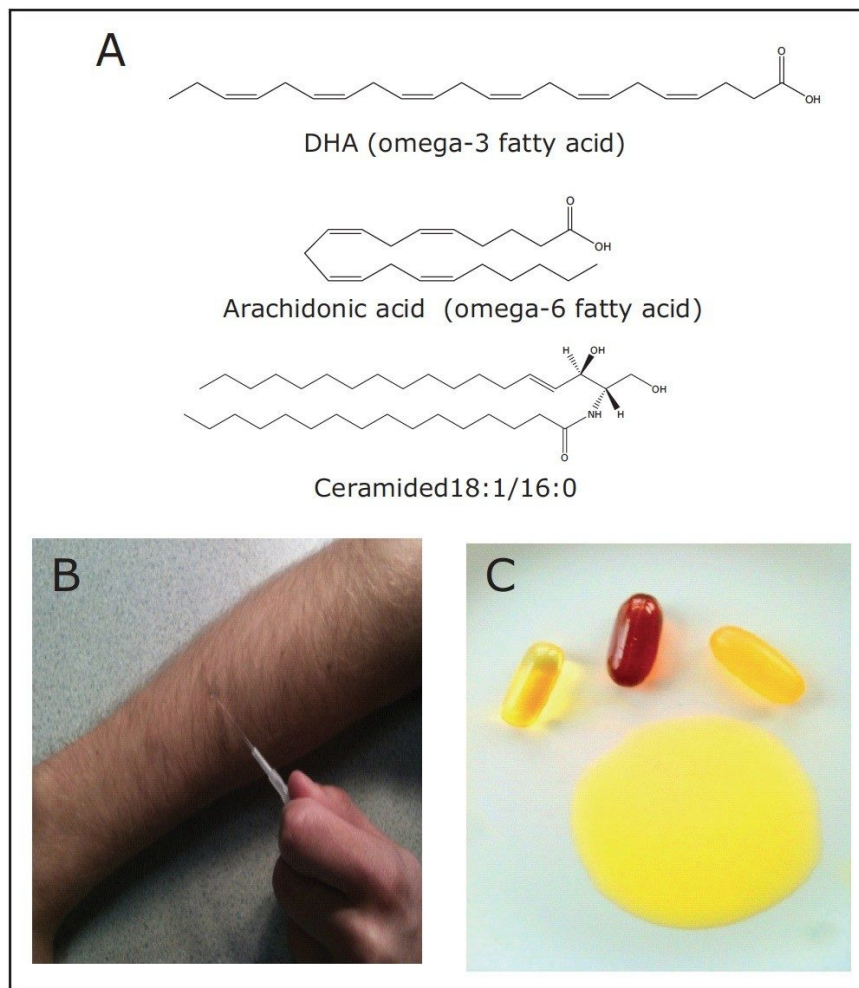 A
O
OH
DHA (omega-3 fatty acid)
O
OH
Arachidonic acid (omega-6 fatty acid)
H OH
OH
NH H
O
Ceramided18:1/16:0
B
C